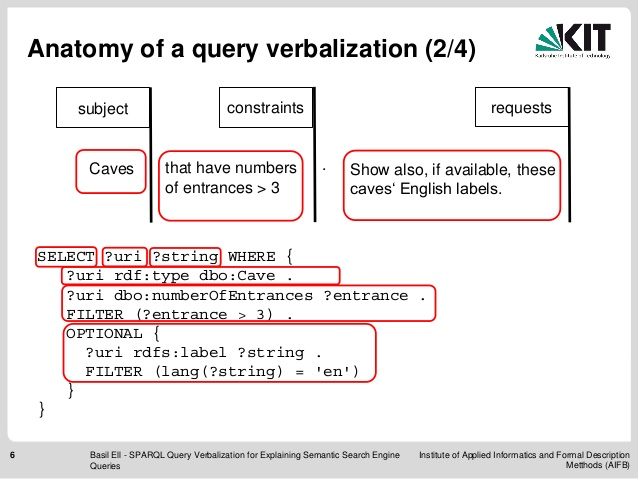 Anatomy of a query verbalization (2/4)
KIT
Karlsruhe Institute of Technology
subject
constraints
requests
Caves
that have numbers
of entrances > 3
.
Show also, if available, these
caves‘ English labels.
SELECT ?uri ?string WHERE {
?uri rdf:type dbo:Cave .
?uri dbo:numberOfEntrances ?entrance .
FILTER (?entrance > 3) .
OPTIONAL {
?uri rdfs:label ?string .
FILTER (lang(?string) = 'en')
}
}
6
Basil Ell - SPARQL Query Verbalization for Explaining Semantic Search Engine
Queries
Institute of Applied Informatics and Formal Description
Metthods (AIFB)